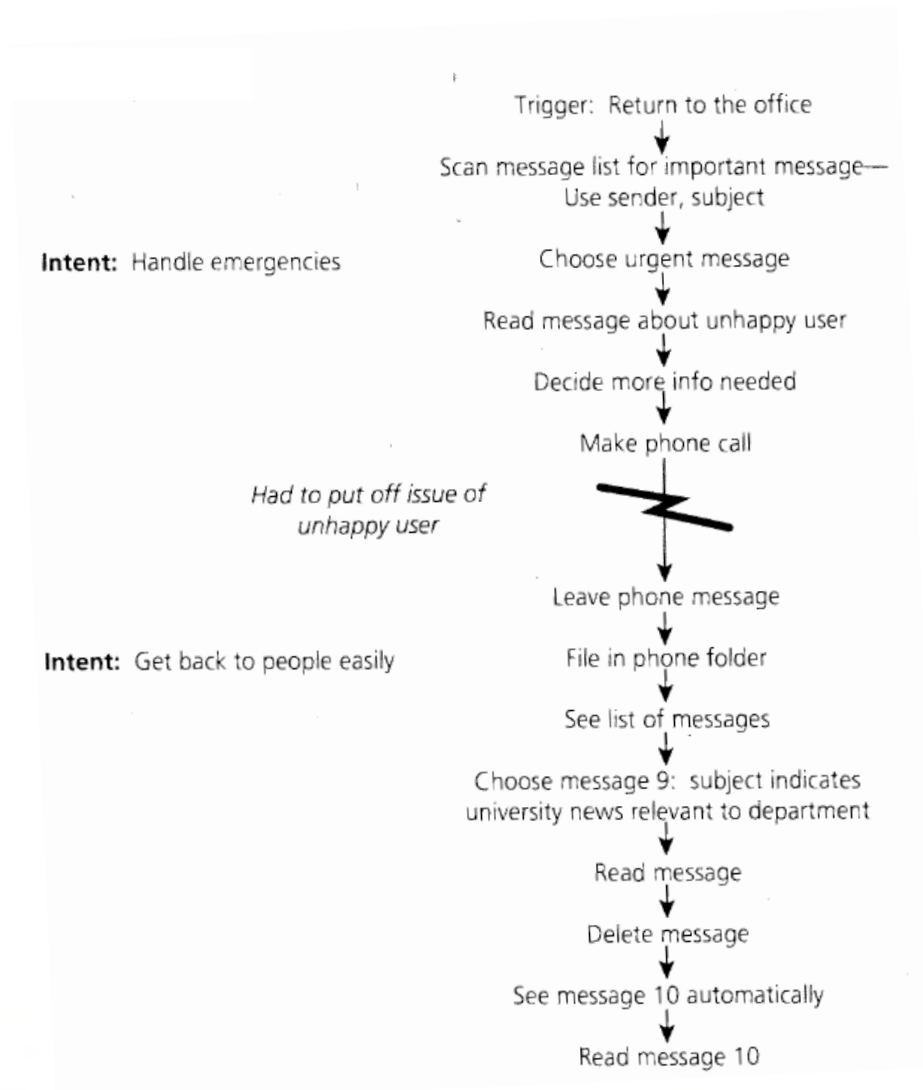 Trigger: Return to the office
Scan message list for important message—
Use sender, subject
Intent: Handle emergencies
Choose urgent message
Read message about unhappy user
Decide more info needed
Make phone call
Had to put off issue of
unhappy user
Leave phone message
Intent: Get back to people easily
File in phone folder
See list of messages
Choose message 9: subject indicates
university news relevant to department
Read message
Delete message
See message 10 automatically
Read message 10